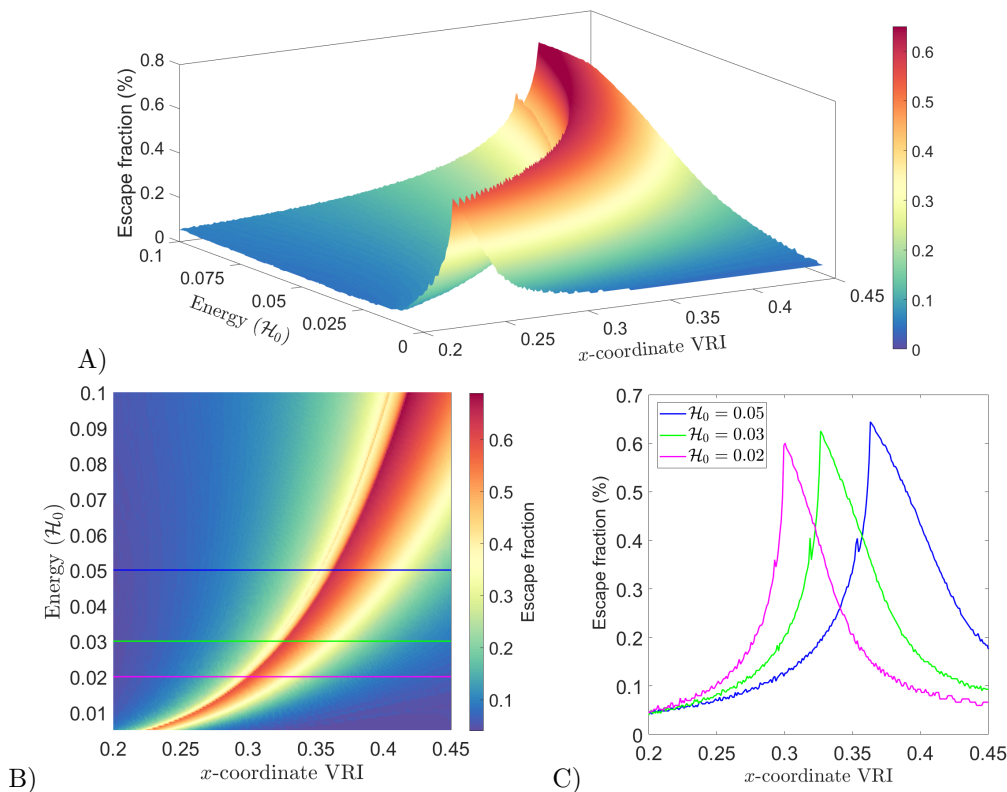 0.8
0.6
0.4
0.2
0
Escape fraction (%)
0.1
0.075
0.05
0.025
0
Energy (ℋ₀)
0.2
0.25
0.3
0.35
0.4
0.45
x-coordinate VRI
0.6
0.5
0.4
0.3
0.2
0.1
0
A)
0.1
0.09
0.08
0.07
0.06
0.05
0.04
0.03
0.02
0.01
Energy (ℋ₀)
0.2 0.25 0.3 0.35 0.4 0.45
x-coordinate VRI
0.6
0.5
0.4
0.3
0.2
0.1
Escape fraction
B)
0.7
0.6
0.5
0.4
0.3
0.2
0.1
0
Escape fraction (%)
ℋ₀ = 0.05
ℋ₀ = 0.03
ℋ₀ = 0.02
0.2 0.25 0.3 0.35 0.4 0.45
x-coordinate VRI
C)